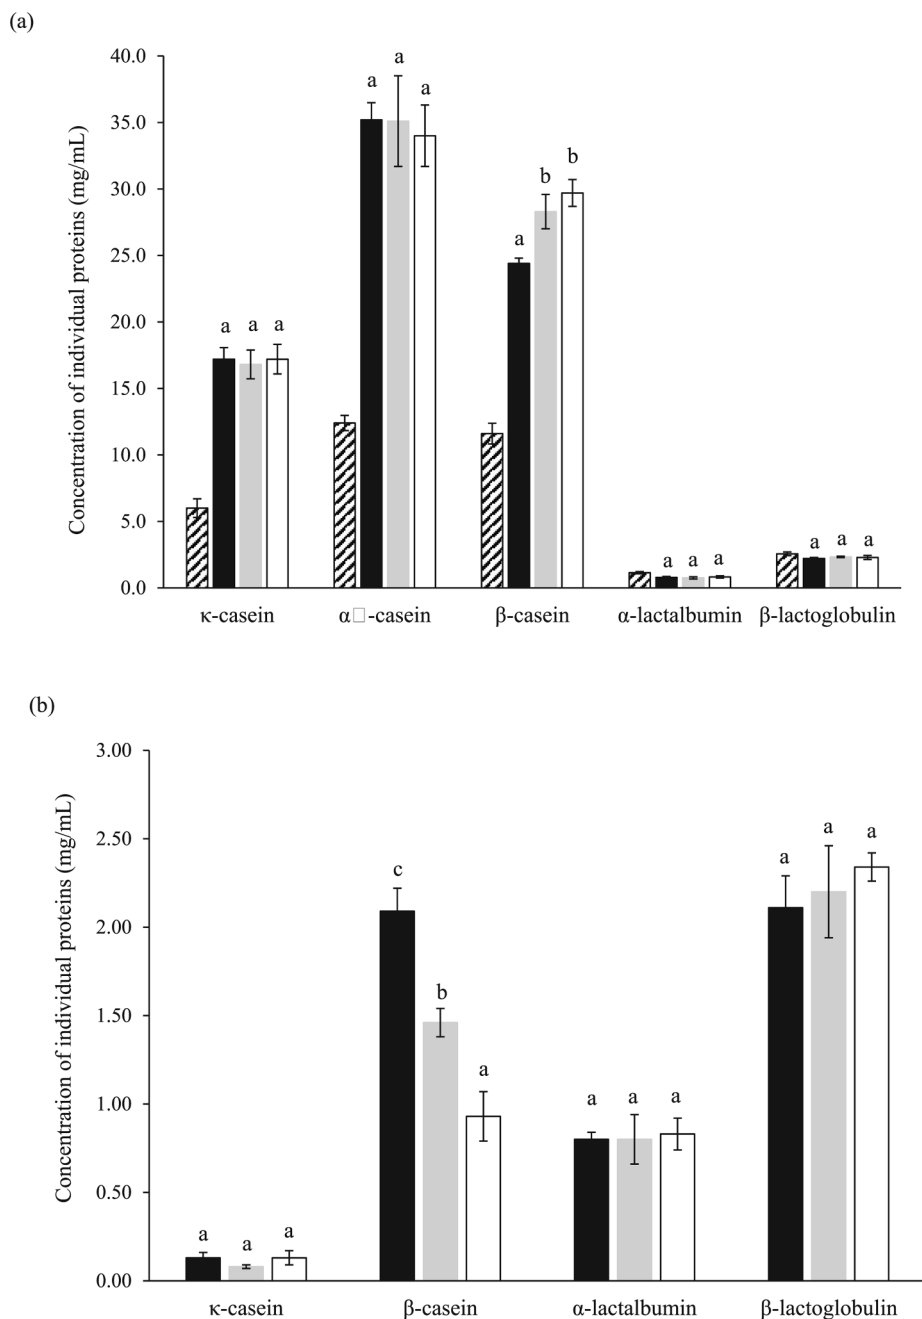 (a)
Concentration of individual proteins (mg/mL)
40.0
35.0
30.0
25.0
20.0
15.0
10.0
5.0
0.0
a a a
a a a
a b b
a a a
a a a
κ-casein α□-casein β-casein α-lactalbumin β-lactoglobulin
(b)
Concentration of individual proteins (mg/mL)
3.00
2.50
2.00
1.50
1.00
0.50
0.00
a a a
c b a
a a a
a a a
κ-casein β-casein α-lactalbumin β-lactoglobulin